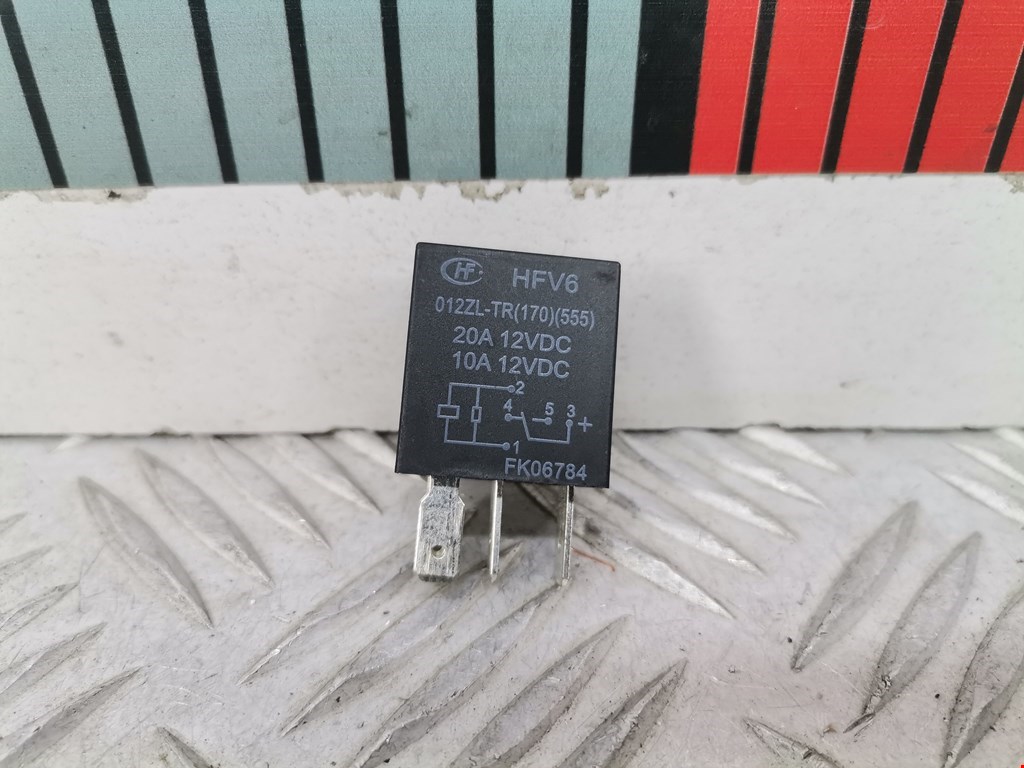 HF HFV6
012ZL-TR(170)(555)
20A 12VDC
10A 12VDC
2
4 5 3 +
1
FK06784